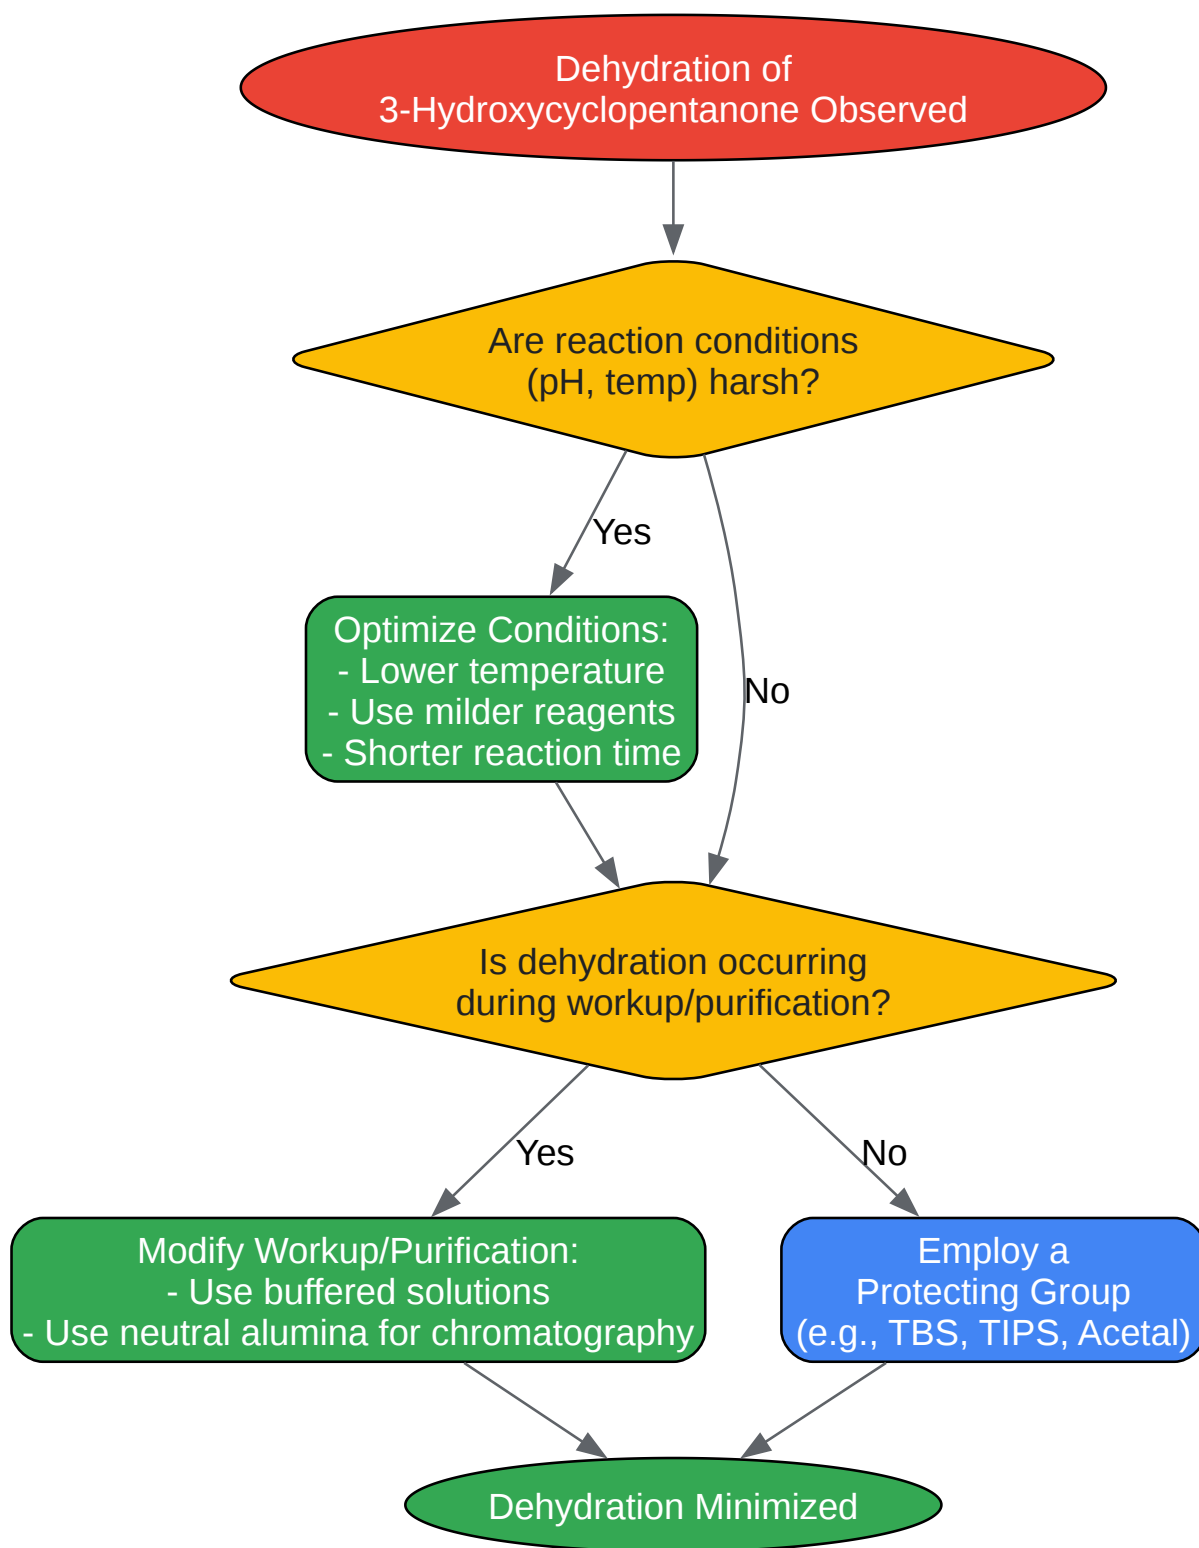 Dehydration of
3-Hydroxycyclopentanone Observed
Are reaction conditions
(pH, temp) harsh?
Yes
Optimize Conditions:
- Lower temperature
- Use milder reagents
- Shorter reaction time
No
Is dehydration occurring
during workup/purification?
Yes
No
Modify Workup/Purification:
- Use buffered solutions
- Use neutral alumina for chromatography
Employ a
Protecting Group
(e.g., TBS, TIPS, Acetal)
Dehydration Minimized